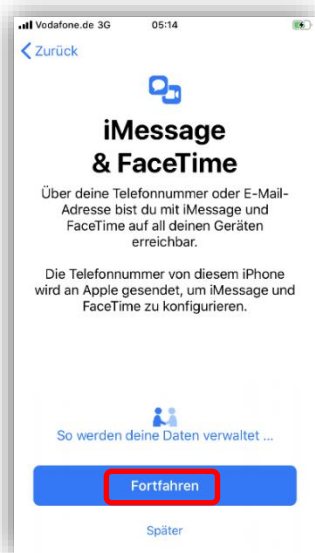 Vodafone.de 3G 05:14
Zurück
iMessage
& FaceTime
Über deine Telefonnummer oder E-Mail-
Adresse bist du mit iMessage und
FaceTime auf all deinen Geräten
erreichbar.
Die Telefonnummer von diesem iPhone
wird an Apple gesendet, um iMessage und
FaceTime zu konfigurieren.
So werden deine Daten verwaltet ...
Fortfahren
Später